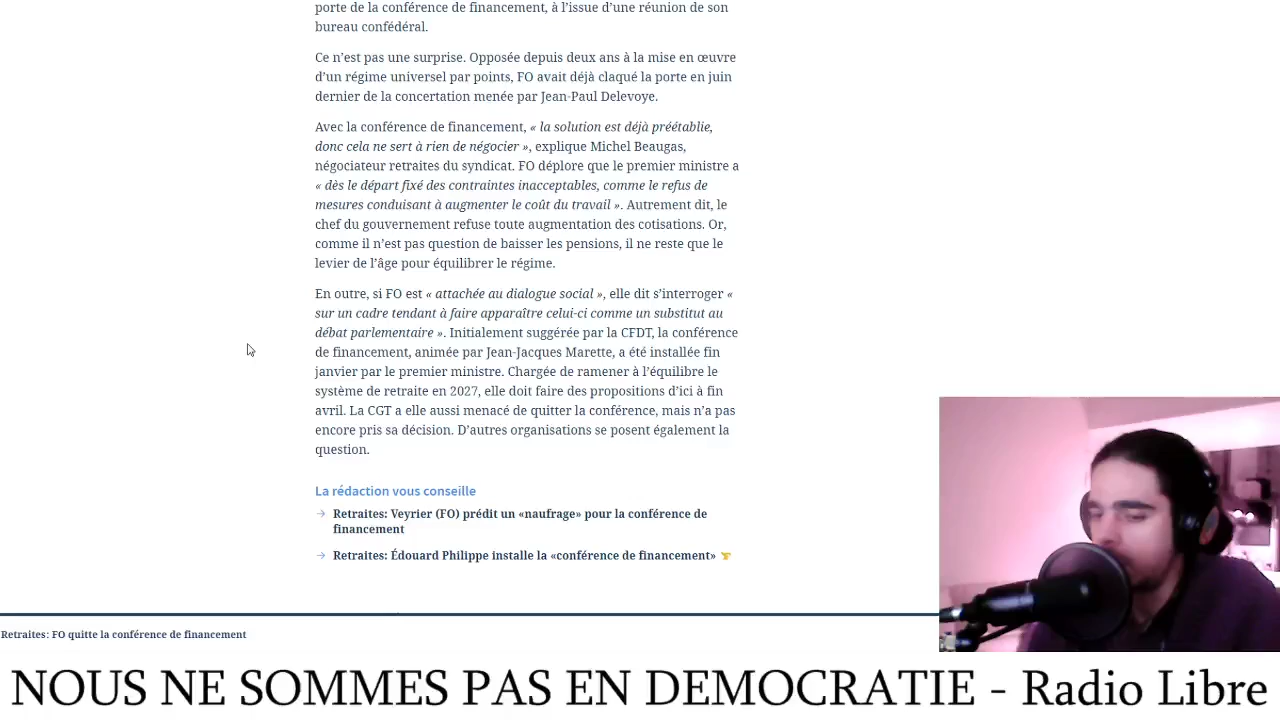 porte de la conférence de financement, à l’issue d’une réunion de son
bureau confédéral.
Ce n’est pas une surprise. Opposée depuis deux ans à la mise en œuvre
d’un régime universel par points, FO avait déjà claqué la porte en juin
dernier de la concertation menée par Jean-Paul Delevoye.
Avec la conférence de financement, « la solution est déjà préétablie,
donc cela ne sert à rien de négocier », explique Michel Beaugas,
négociateur retraites du syndicat. FO déplore que le premier ministre a
« dès le départ fixé des contraintes inacceptables, comme le refus de
mesures conduisant à augmenter le coût du travail ». Autrement dit, le
chef du gouvernement refuse toute augmentation des cotisations. Or,
comme il n’est pas question de baisser les pensions, il ne reste que le
levier de l’âge pour équilibrer le régime.
En outre, si FO est « attachée au dialogue social », elle dit s’interroger «
sur un cadre tendant à faire apparaître celui-ci comme un substitut au
débat parlementaire ». Initialement suggérée par la CFDT, la conférence
de financement, animée par Jean-Jacques Marette, a été installée fin
janvier par le premier ministre. Chargée de ramener à l’équilibre le
système de retraite en 2027, elle doit faire des propositions d’ici à fin
avril. La CGT a elle aussi menacé de quitter la conférence, mais n’a pas
encore pris sa décision. D’autres organisations se posent également la
question.
La rédaction vous conseille
→ Retraites: Veyrier (FO) prédit un «naufrage» pour la conférence de
financement
→ Retraites: Édouard Philippe installe la «conférence de financement»
Retraites: FO quitte la conférence de financement
NOUS NE SOMMES PAS EN DEMOCRATIE - Radio Libre